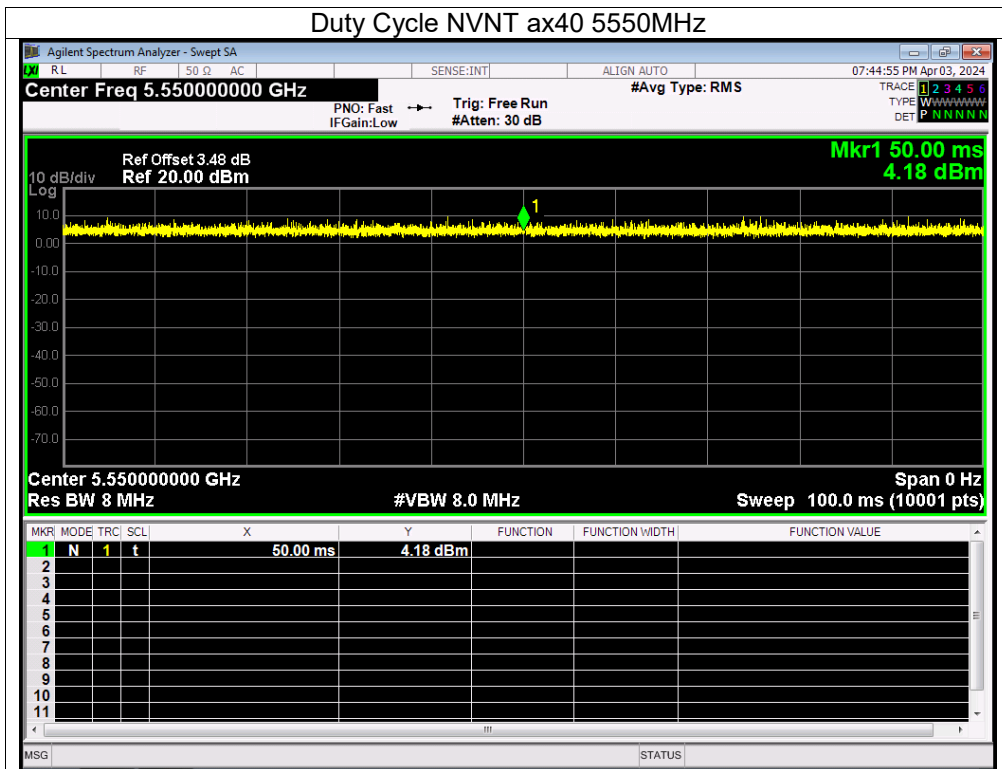 Duty Cycle NVNT ax40 5550MHz
Agilent Spectrum Analyzer - Swept SA
LXI RL RF 50 Ω AC SENSE:INT ALIGN AUTO 07:44:55 PM Apr 03, 2024
Center Freq 5.550000000 GHz #Avg Type: RMS TRACE 1 2 3 4 5 6
PNO: Fast Trig: Free Run TYPE WWWWWW
IFGain:Low #Atten: 30 dB DET P N N N N N
Mkr1 50.00 ms
Ref Offset 3.48 dB
10 dB/div Ref 20.00 dBm 4.18 dBm
Log
1
10.0
0.00
-10.0
-20.0
-30.0
-40.0
-50.0
-60.0
-70.0
Center 5.550000000 GHz Span 0 Hz
Res BW 8 MHz #VBW 8.0 MHz Sweep 100.0 ms (10001 pts)
MKR MODE TRC SCL X Y FUNCTION FUNCTION WIDTH FUNCTION VALUE
1 N 1 t 50.00 ms 4.18 dBm
2
3
4
5
6
7
8
9
10
11
MSG STATUS